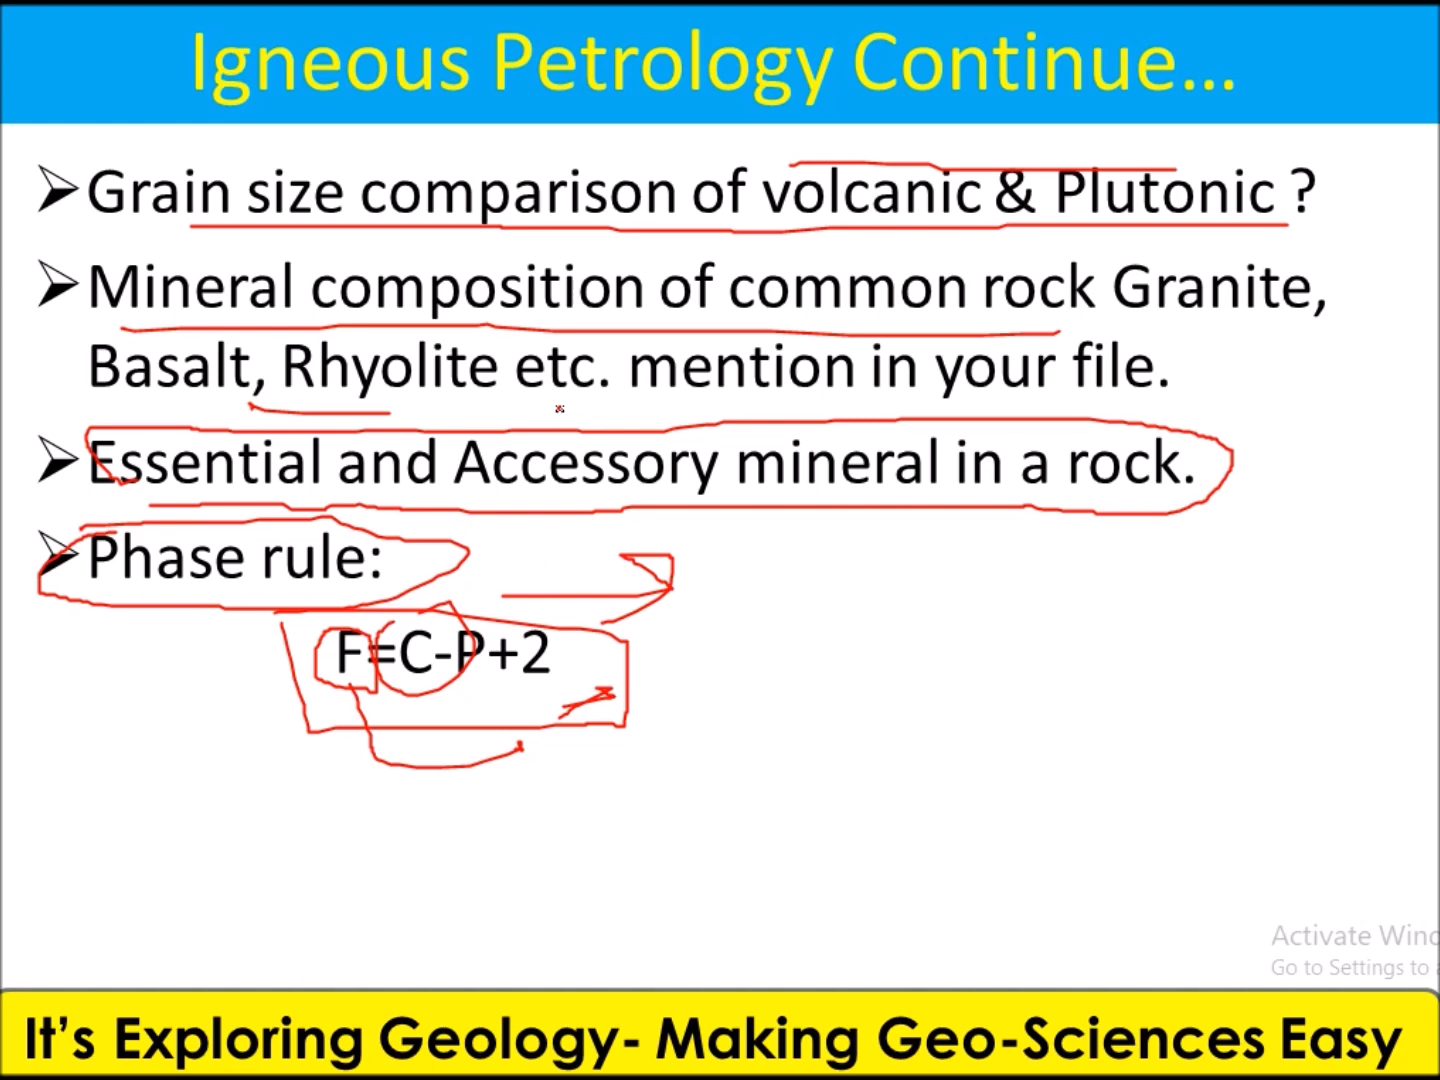 Igneous Petrology Continue...
➢Grain size comparison of volcanic & Plutonic ?
➢Mineral composition of common rock Granite,
Basalt, Rhyolite etc. mention in your file.
➢Essential and Accessory mineral in a rock.
➢Phase rule:
F=C-P+2
Activate Wind
Go to Settings to a
It's Exploring Geology- Making Geo-Sciences Easy